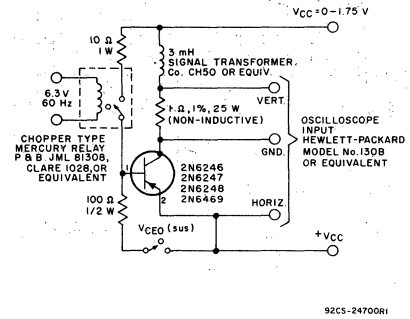 VCC = 0–1.75 V
10 Ω
1 W
3 mH
SIGNAL TRANSFORMER,
Co. CH50 OR EQUIV.
VERT.
6.3 V
60 Hz
1 Ω, 1%, 25 W
(NON-INDUCTIVE)
OSCILLOSCOPE
INPUT
HEWLETT-PACKARD
MODEL No. 130B
OR EQUIVALENT
GND.
CHOPPER TYPE
MERCURY RELAY
P & B. JML 81308,
CLARE 1028, OR
EQUIVALENT
1
2N6246
2N6247
2N6248
2N6469
2
HORIZ.
100 Ω
1/2 W
VCEO (sus)
+VCC
92CS-24700R1